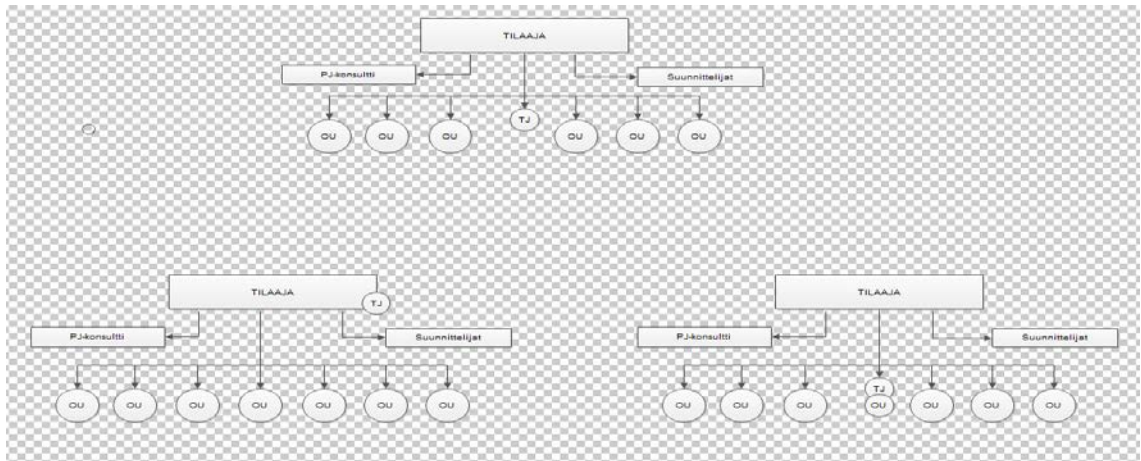 TILAAJA
PJ-konsultti
Suunnittelijat
OU OU OU TJ OU OU OU
TILAAJA
TJ
PJ-konsultti
Suunnittelijat
OU OU OU OU OU OU OU
TILAAJA
PJ-konsultti
Suunnittelijat
TJ
OU OU OU OU OU OU OU